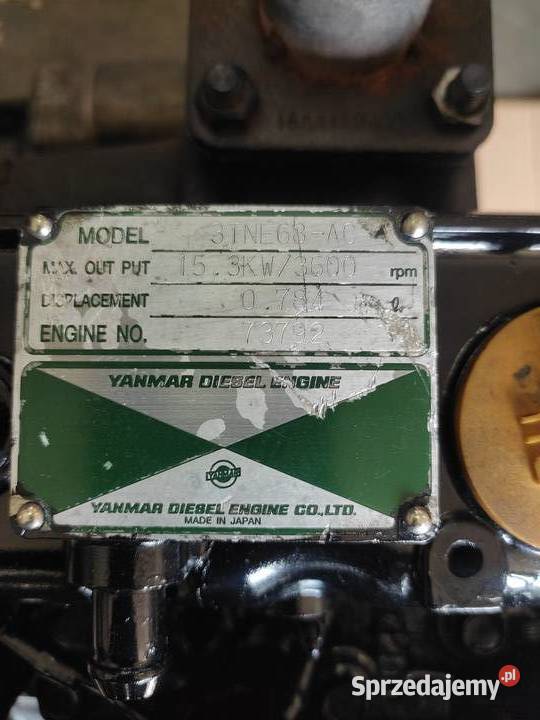 MODEL 3TNE68-AC
MAX. OUT PUT 15.3KW/3600 rpm
DISPLACEMENT 0.784 ℓ
ENGINE NO. 73792
YANMAR DIESEL ENGINE
YANMAR
YANMAR DIESEL ENGINE CO.,LTD.
MADE IN JAPAN
Sprzedajemy.pl